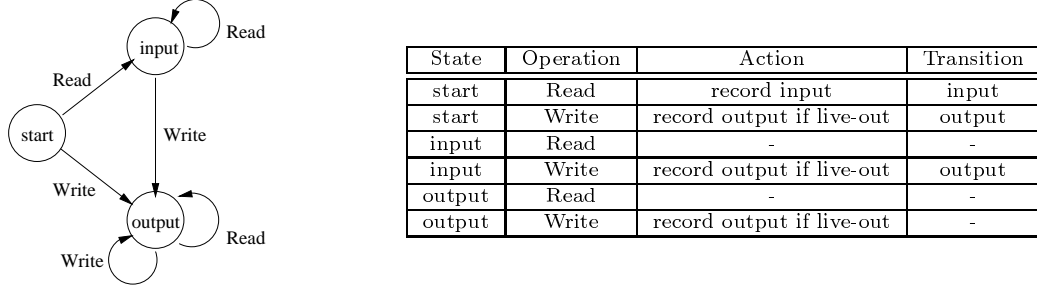 input
Read
Read
start
Write
Write
output
Read
Write
State Operation Action Transition
start Read record input input
start Write record output if live-out output
input Read - -
input Write record output if live-out output
output Read - -
output Write record output if live-out -